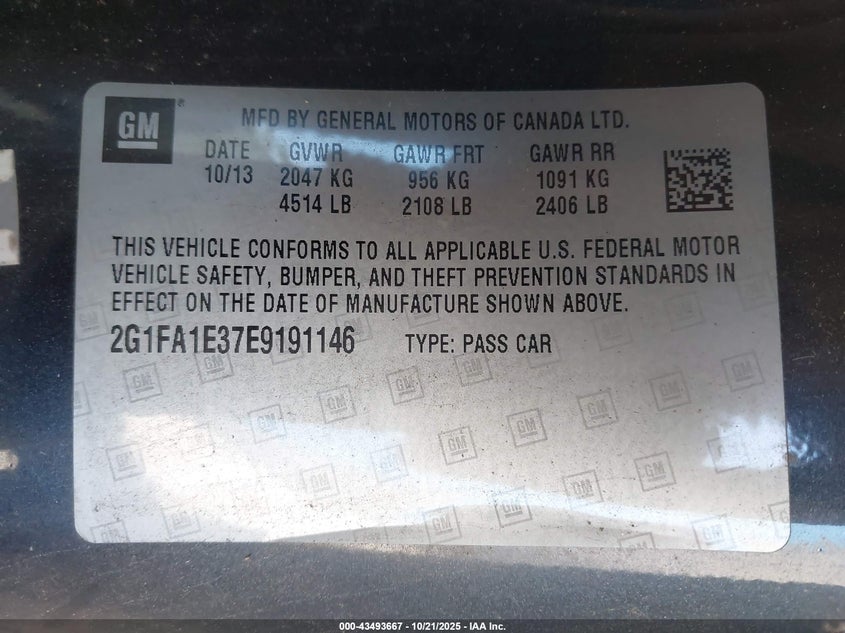 GM ® MFD BY GENERAL MOTORS OF CANADA LTD.
DATE GVWR GAWR FRT GAWR RR
10/13 2047 KG 956 KG 1091 KG
4514 LB 2108 LB 2406 LB
THIS VEHICLE CONFORMS TO ALL APPLICABLE U.S. FEDERAL MOTOR
VEHICLE SAFETY, BUMPER, AND THEFT PREVENTION STANDARDS IN
EFFECT ON THE DATE OF MANUFACTURE SHOWN ABOVE.
2G1FA1E37E9191146 TYPE: PASS CAR
000-43493667 - 10/21/2025 - IAA Inc.